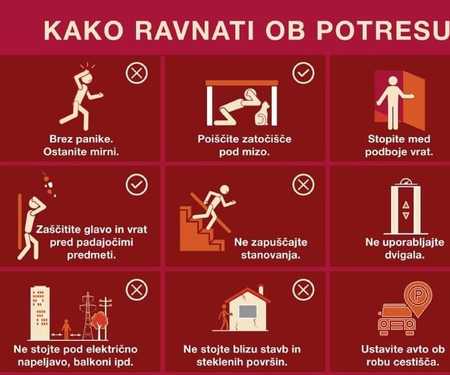 KAKO RAVNATI OB POTRESU
Brez panike.
Ostanite mirni.
Poiščite zatočišče
pod mizo.
Stopite med
podboje vrat.
Zaščitite glavo in vrat
pred padajočimi
predmeti.
Ne zapuščajte
stanovanja.
Ne uporabljajte
dvigala.
Ne stojte pod električno
napeljavo, balkoni ipd.
Ne stojte blizu stavb in
steklenih površin.
P
Ustavite avto ob
robu cestišča.